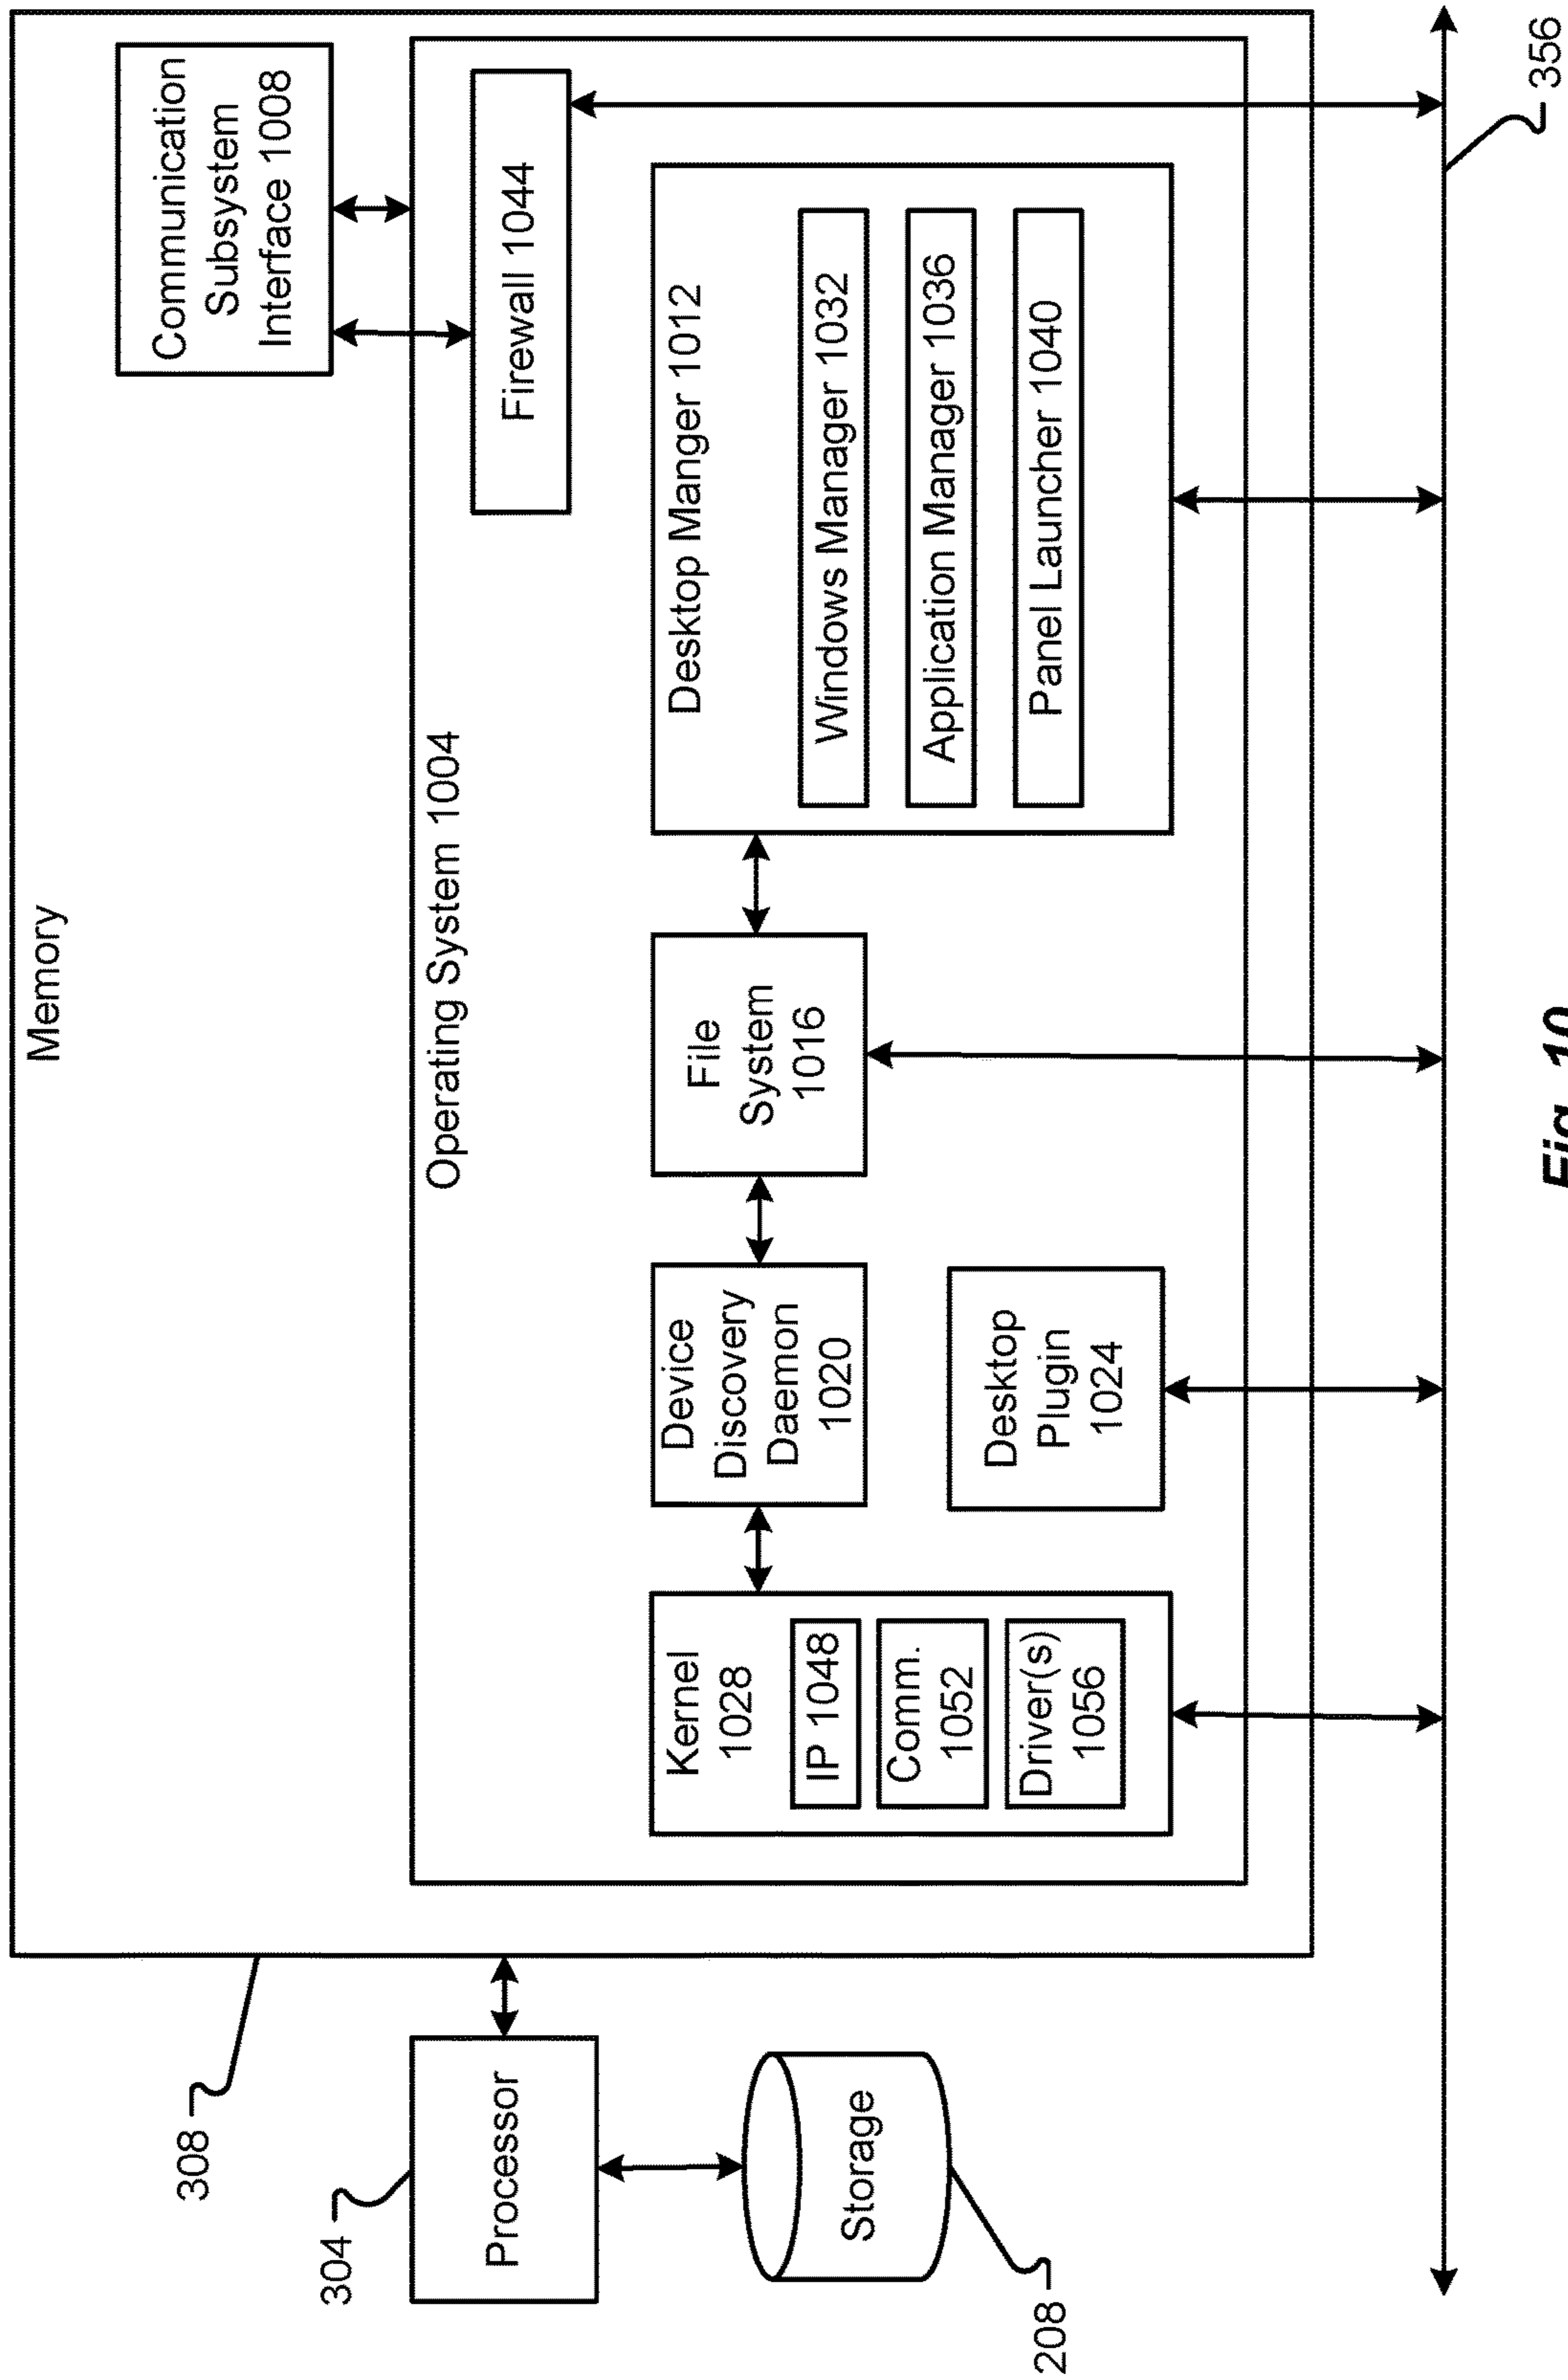 Memory
Communication
Subsystem
Interface 1008
Operating System 1004
Firewall 1044
Kernel
1028
IP 1048
Comm.
1052
Driver(s)
1056
Device
Discovery
Daemon
1020
Desktop
Plugin
1024
File
System
1016
Desktop Manger 1012
Windows Manager 1032
Application Manager 1036
Panel Launcher 1040
308
304
Processor
Storage
208
356
Fig. 10